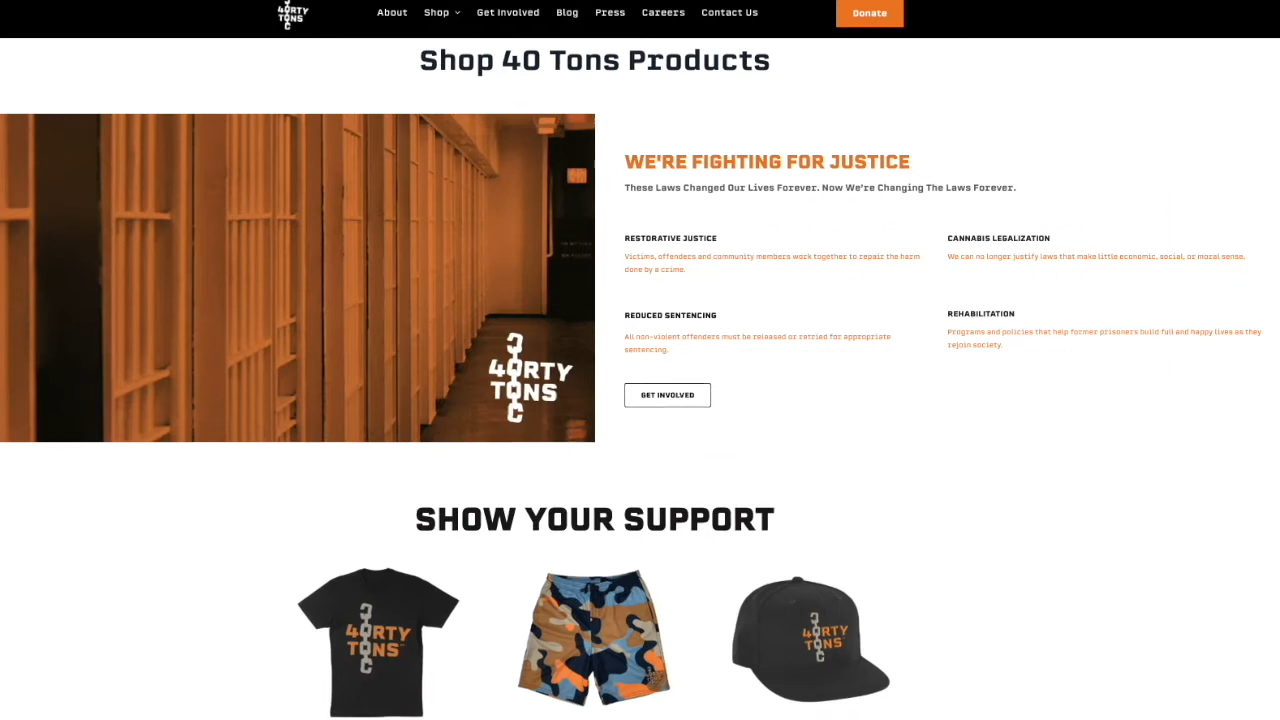 4ORTY
TONS
About Shop Get Involved Blog Press Careers Contact Us Donate
Shop 40 Tons Products
WE'RE FIGHTING FOR JUSTICE
These Laws Changed Our Lives Forever. Now We're Changing The Laws Forever.
RESTORATIVE JUSTICE
Victims, offenders and community members work together to repair the harm
done by a crime.
CANNABIS LEGALIZATION
We can no longer justify laws that make little economic, social, or moral sense.
REDUCED SENTENCING
All non-violent offenders must be released or retried for appropriate
sentencing.
REHABILITATION
Programs and policies that help former prisoners build full and happy lives as they
rejoin society.
GET INVOLVED
4ORTY
TONS
SHOW YOUR SUPPORT
4ORTY
TONS
4ORTY
TONS